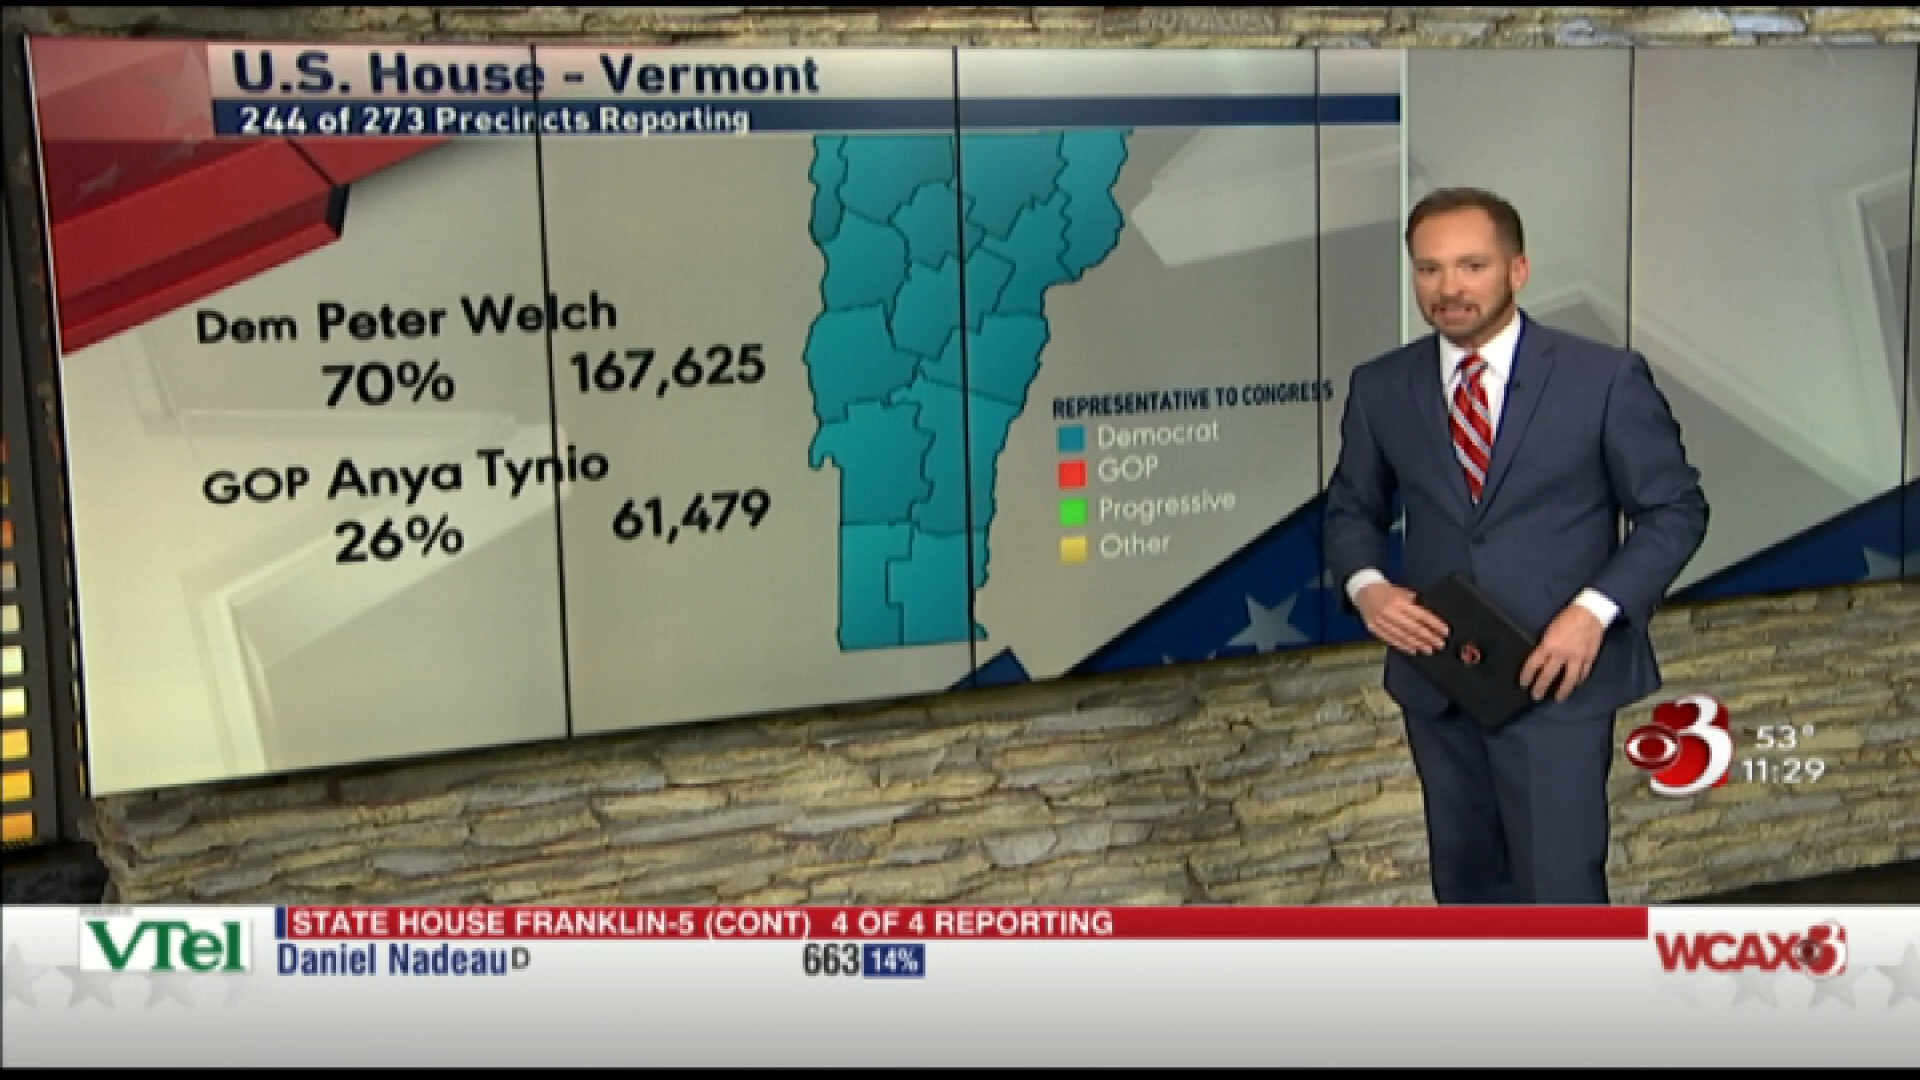 U.S. House - Vermont
244 of 273 Precincts Reporting
Dem Peter Welch
70% 167,625
GOP Anya Tynio
26% 61,479
REPRESENTATIVE TO CONGRESS
Democrat
GOP
Progressive
Other
3 53°
11:29
VTel
STATE HOUSE FRANKLIN-5 (CONT) 4 OF 4 REPORTING
Daniel Nadeau D 663 14%
WCAX 3